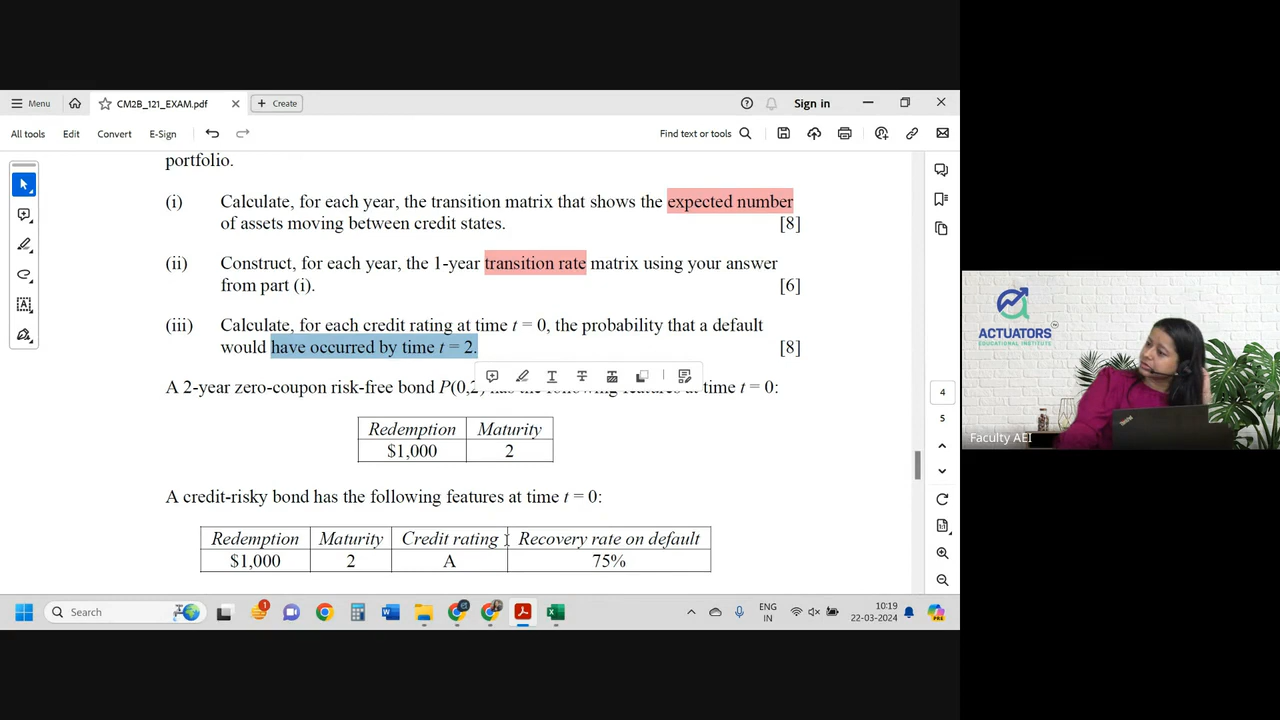 Menu
CM2B_121_EXAM.pdf
Create
Sign in
All tools
Edit
Convert
E-Sign
Find text or tools
portfolio.
(i) Calculate, for each year, the transition matrix that shows the expected number
of assets moving between credit states. [8]
(ii) Construct, for each year, the 1-year transition rate matrix using your answer
from part (i). [6]
(iii) Calculate, for each credit rating at time t = 0, the probability that a default
would have occurred by time t = 2. [8]
A 2-year zero-coupon risk-free bond P(0,2) has the following features at time t = 0:
Redemption Maturity
$1,000 2
A credit-risky bond has the following features at time t = 0:
Redemption Maturity Credit rating Recovery rate on default
$1,000 2 A 75%
4
5
ACTUATORS
EDUCATIONAL INSTITUTE
Faculty AEI
Search
1
ENG
IN
10:19
22-03-2024